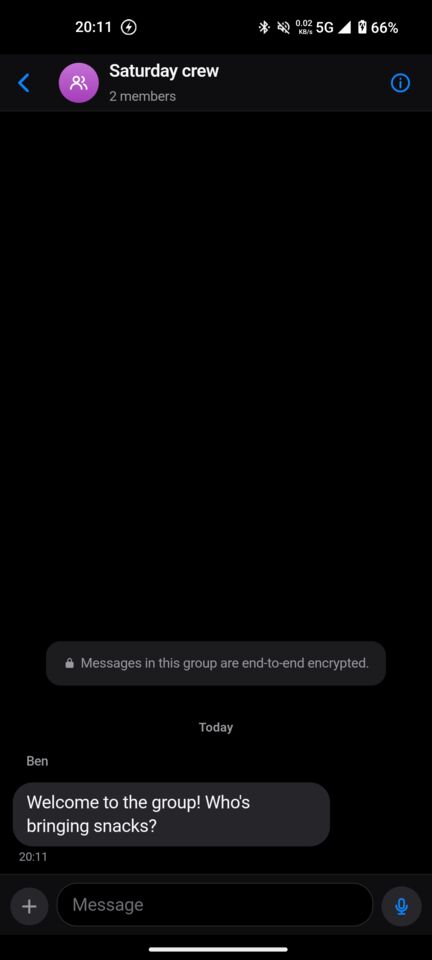 20:11
0.02
KB/s
5G
66%
Saturday crew
2 members
Messages in this group are end-to-end encrypted.
Today
Ben
Welcome to the group! Who's
bringing snacks?
20:11
Message